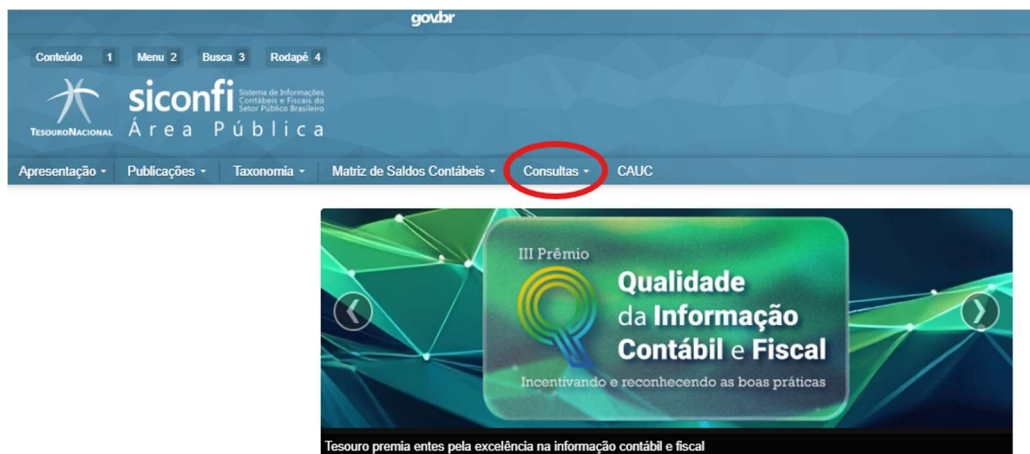 gov.br
Conteúdo 1 Menu 2 Busca 3 Rodapé 4
TESOURONACIONAL
siconfi
Sistema de Informações
Contábeis e Fiscais do
Setor Público Brasileiro
Área Pública
Apresentação Publicações Taxonomia Matriz de Saldos Contábeis Consultas CAUC
III Prêmio
Qualidade
da Informação
Contábil e Fiscal
Incentivando e reconhecendo as boas práticas
Tesouro premia entes pela excelência na informação contábil e fiscal